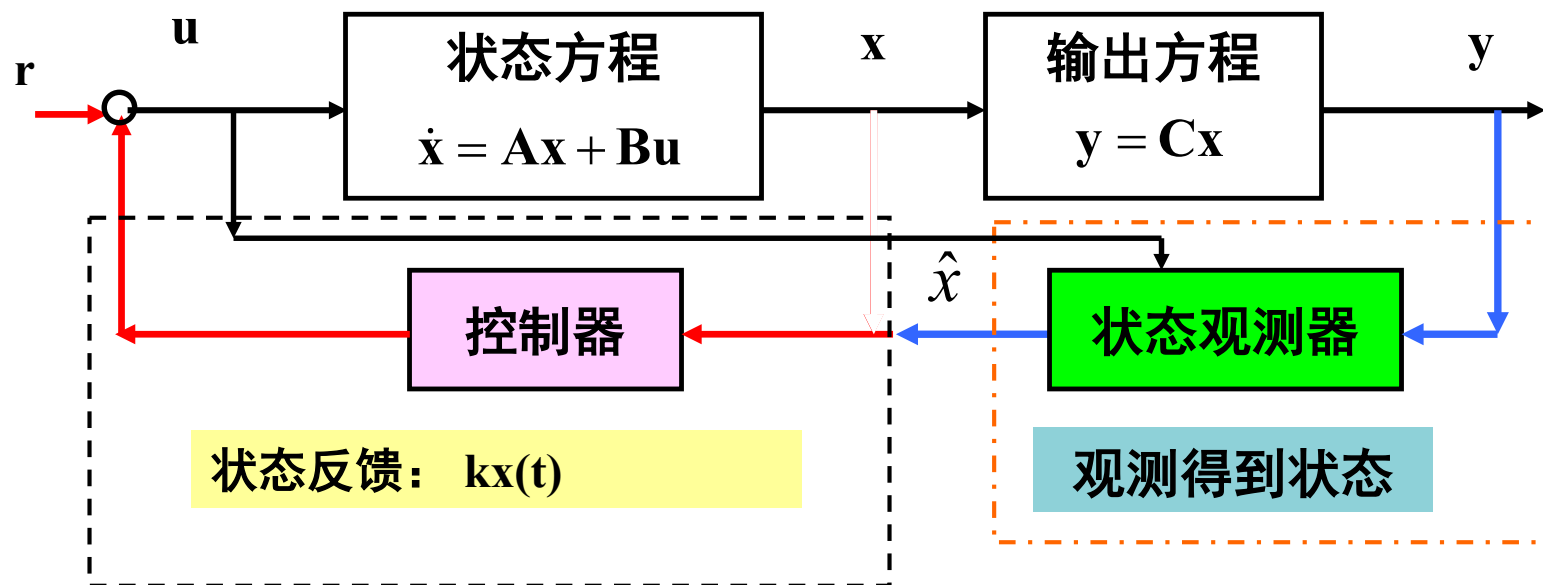 r
u
状态方程
ẋ = Ax + Bu
x
输出方程
y = Cx
y
控制器
x̂
状态观测器
状态反馈： kx(t)
观测得到状态